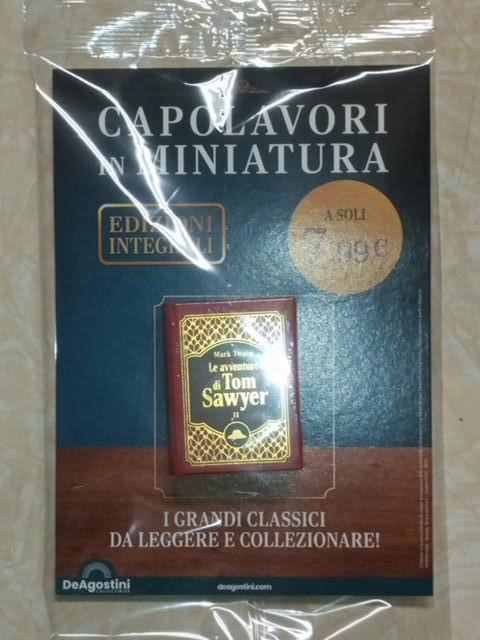 CAPOLAVORI
IN MINIATURA
EDIZIONI
INTEGRALI
A SOLI
7,99€
Mark Twain
Le avventure
di Tom
Sawyer
II
I GRANDI CLASSICI
DA LEGGERE E COLLEZIONARE!
DeAgostini
deagostini.com